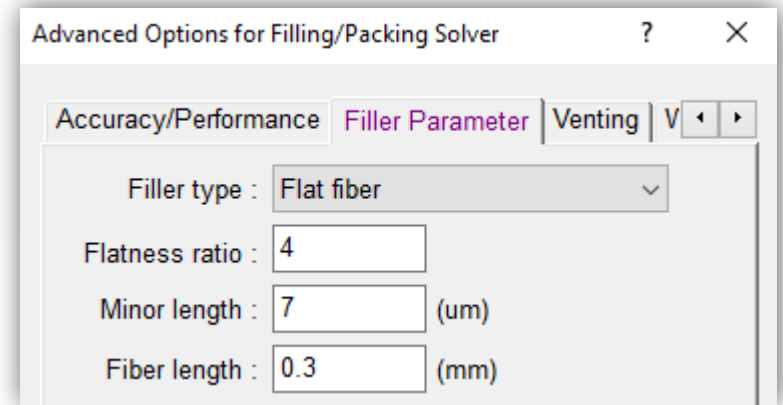 Advanced Options for Filling/Packing Solver ?
Accuracy/Performance Filler Parameter Venting V
Filler type : Flat fiber
Flatness ratio : 4
Minor length : 7 (um)
Fiber length : 0.3 (mm)